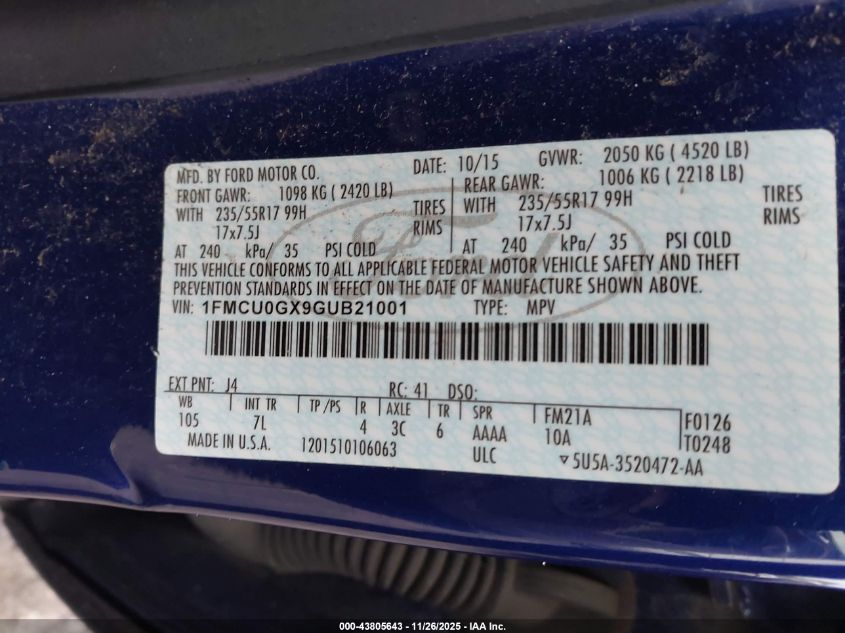 MFD. BY FORD MOTOR CO. DATE: 10/15 GVWR: 2050 KG ( 4520 LB)
FRONT GAWR: 1098 KG ( 2420 LB) REAR GAWR: 1006 KG ( 2218 LB)
WITH 235/55R17 99H TIRES WITH 235/55R17 99H TIRES
17x7.5J RIMS 17x7.5J RIMS
AT 240 kPa/ 35 PSI COLD AT 240 kPa/ 35 PSI COLD
THIS VEHICLE CONFORMS TO ALL APPLICABLE FEDERAL MOTOR VEHICLE SAFETY AND THEFT
PREVENTION STANDARDS IN EFFECT ON THE DATE OF MANUFACTURE SHOWN ABOVE.
Ford
VIN: 1FMCU0GX9GUB21001 TYPE: MPV
EXT PNT: J4 RC: 41 DSO:
WB INT TR TP/PS R AXLE TR SPR FM21A F0126
105 7L 4 3C 6 AAAA 10A T0248
MADE IN U.S.A. 1201510106063 ULC 5U5A-3520472-AA
000-43805643 - 11/26/2025 - IAA Inc.